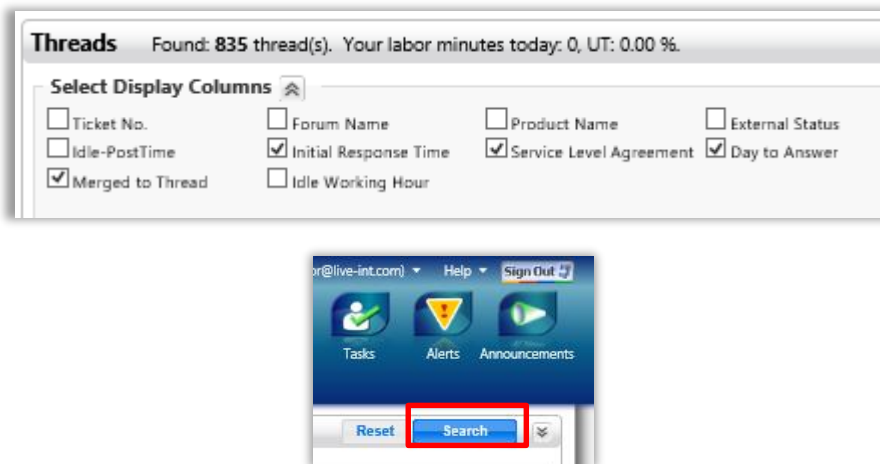 Threads Found: 835 thread(s). Your labor minutes today: 0, UT: 0.00 %.
Select Display Columns
Ticket No. Forum Name Product Name External Status
Idle-PostTime Initial Response Time Service Level Agreement Day to Answer
Merged to Thread Idle Working Hour
or@live-int.com) Help Sign Out
Tasks Alerts Announcements
Reset Search